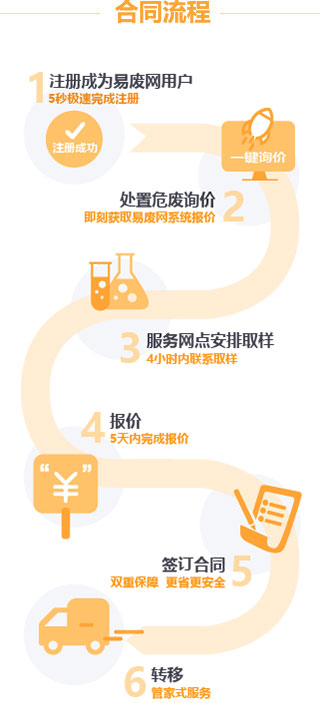 合同流程
1 注册成为易废网用户
5秒极速完成注册
注册成功
一键询价
处置危废询价 2
即刻获取易废网系统报价
3 服务网点安排取样
4小时内联系取样
4 报价
5天内完成报价
“¥”
签订合同 5
双重保障 更省更安全
6 转移
管家式服务